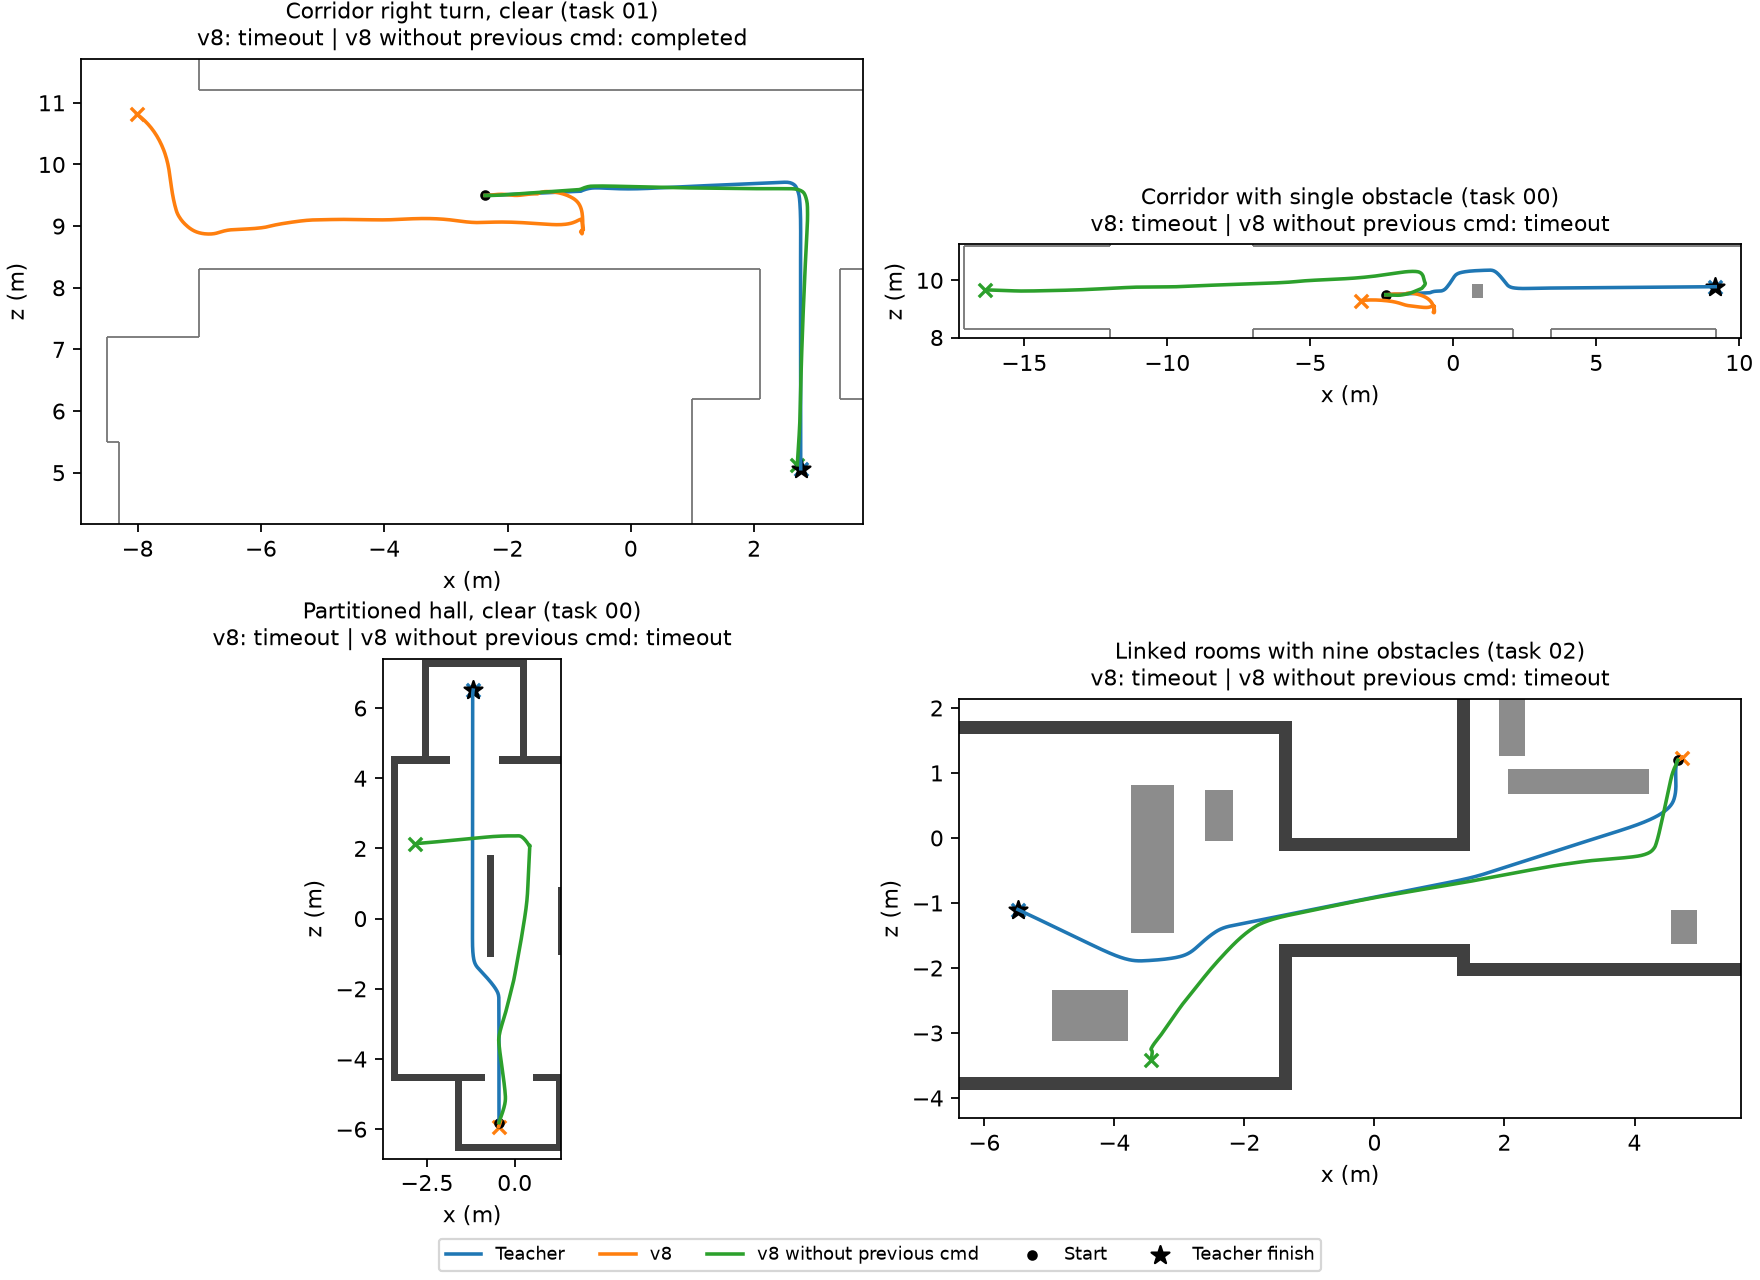 Corridor right turn, clear (task 01)
v8: timeout | v8 without previous cmd: completed
11
10
9
8
7
6
5
z (m)
−8
−6
−4
−2
0
2
x (m)
Corridor with single obstacle (task 00)
v8: timeout | v8 without previous cmd: timeout
10
8
z (m)
−15
−10
−5
0
5
10
x (m)
Partitioned hall, clear (task 00)
v8: timeout | v8 without previous cmd: timeout
6
4
2
0
−2
−4
−6
z (m)
−2.5
0.0
x (m)
Linked rooms with nine obstacles (task 02)
v8: timeout | v8 without previous cmd: timeout
2
1
0
−1
−2
−3
−4
z (m)
−6
−4
−2
0
2
4
x (m)
Teacher
v8
v8 without previous cmd
Start
Teacher finish